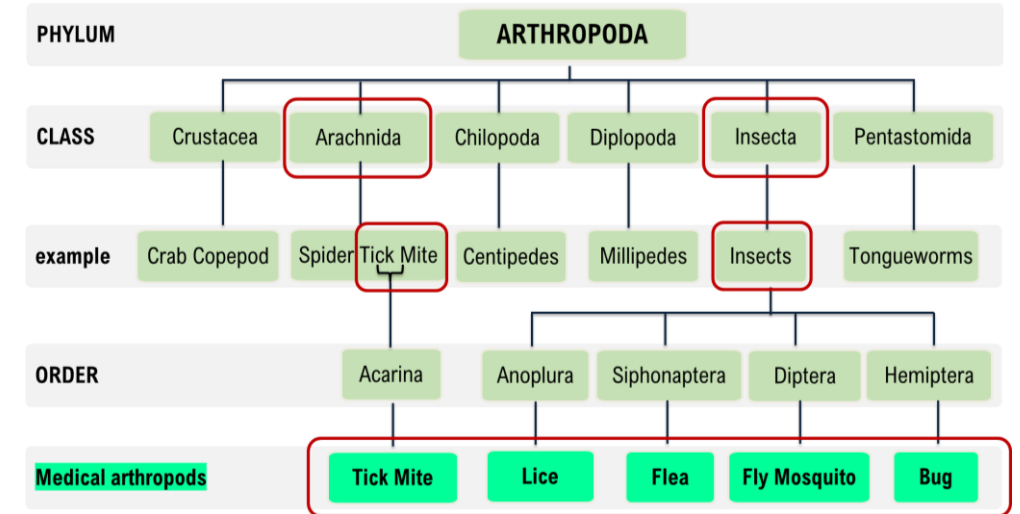 PHYLUM ARTHROPODA
CLASS Crustacea Arachnida Chilopoda Diplopoda Insecta Pentastomida
example Crab Copepod Spider Tick Mite Centipedes Millipedes Insects Tongueworms
ORDER Acarina Anoplura Siphonaptera Diptera Hemiptera
Medical arthropods Tick Mite Lice Flea Fly Mosquito Bug